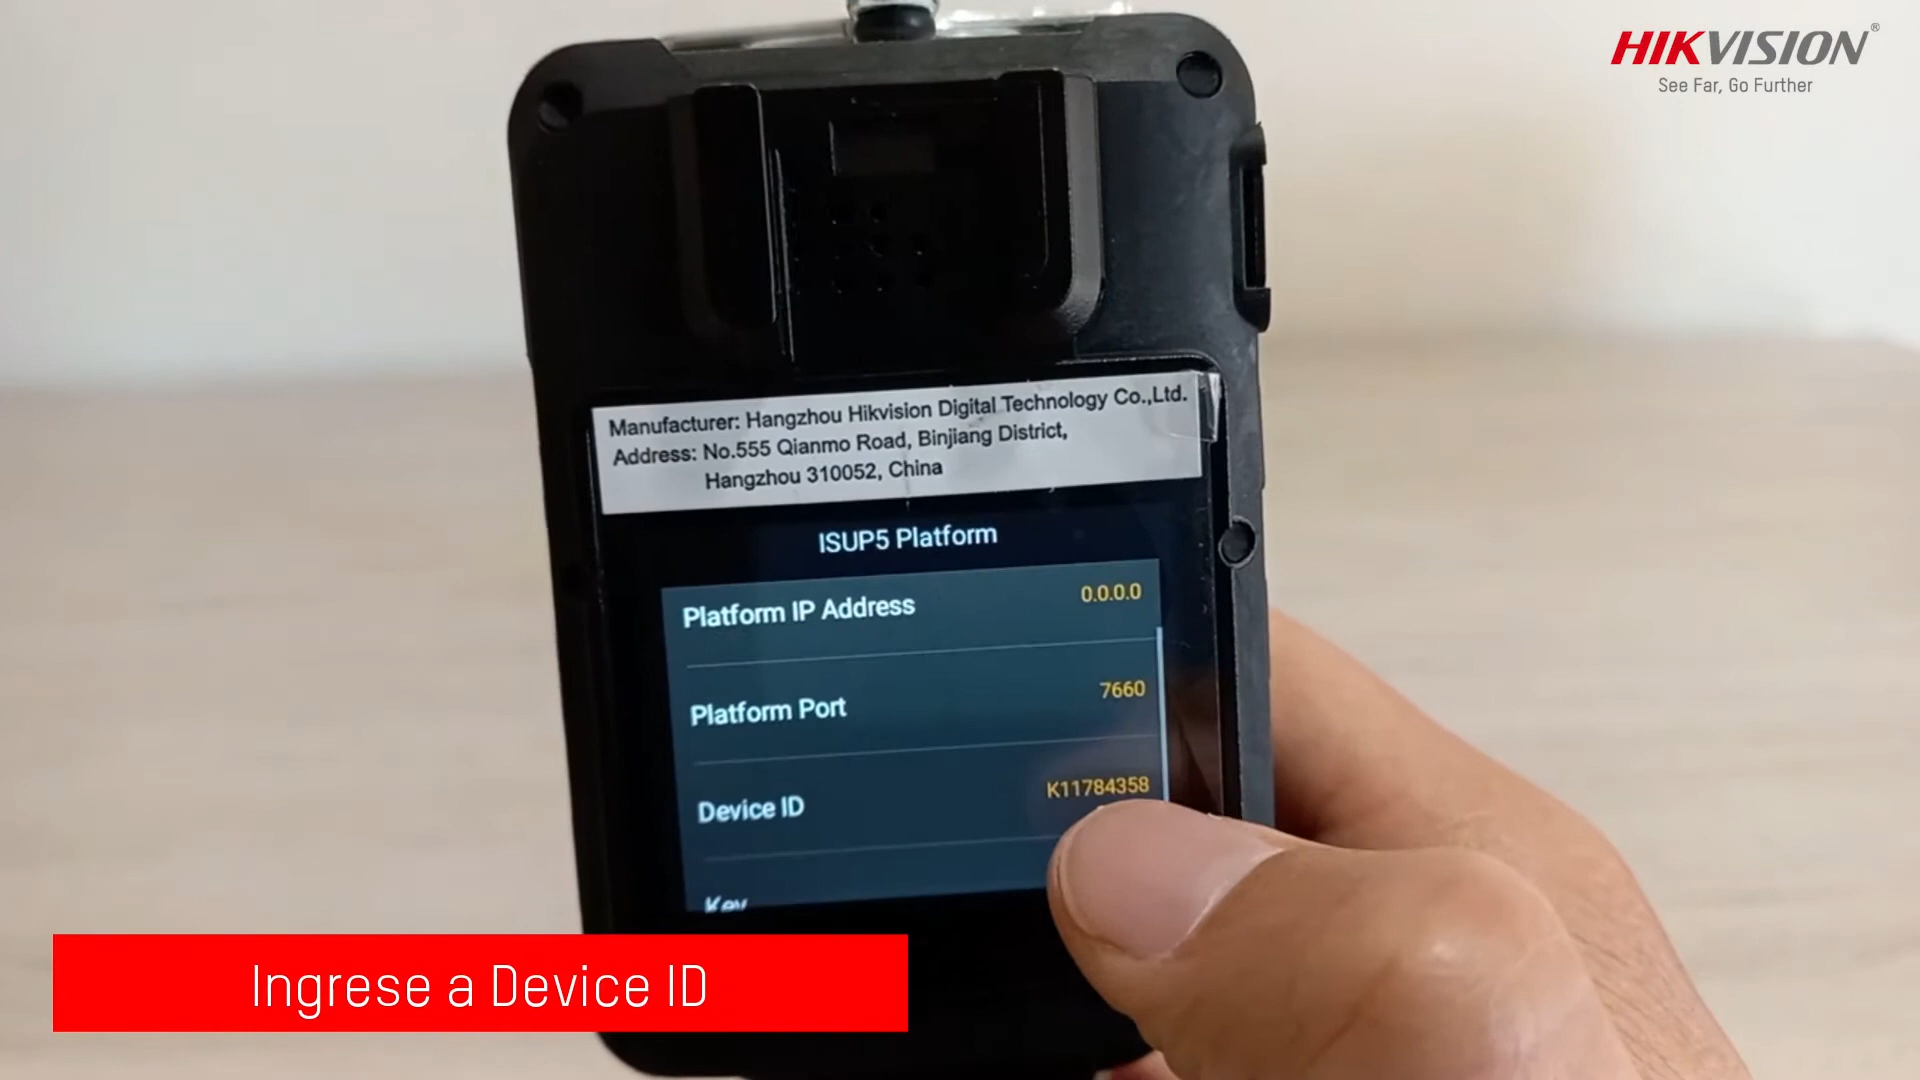 HIKVISION®
See Far, Go Further
Manufacturer: Hangzhou Hikvision Digital Technology Co.,Ltd.
Address: No.555 Qianmo Road, Binjiang District,
Hangzhou 310052, China
ISUP5 Platform
Platform IP Address 0.0.0.0
Platform Port 7660
Device ID K11784358
Key
Ingrese a Device ID